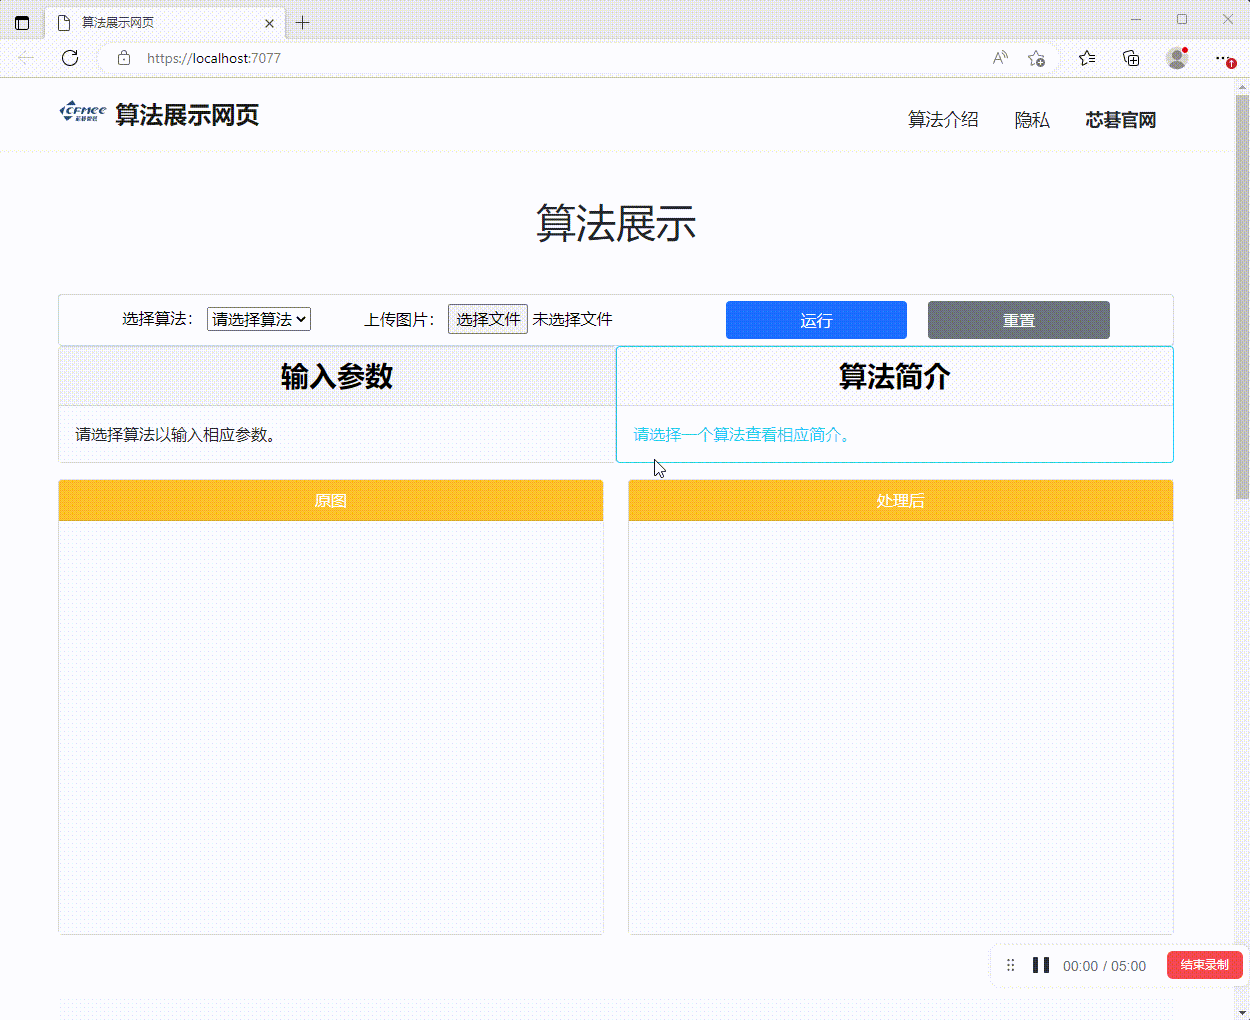 算法展示网页
https://localhost:7077
CFMEE
算法展示网页
算法介绍
隐私
芯碁官网
算法展示
选择算法： 请选择算法
上传图片： 选择文件 未选择文件
运行
重置
输入参数
算法简介
请选择算法以输入相应参数。
请选择一个算法查看相应简介。
原图
处理后
00:00 / 05:00
结束录制